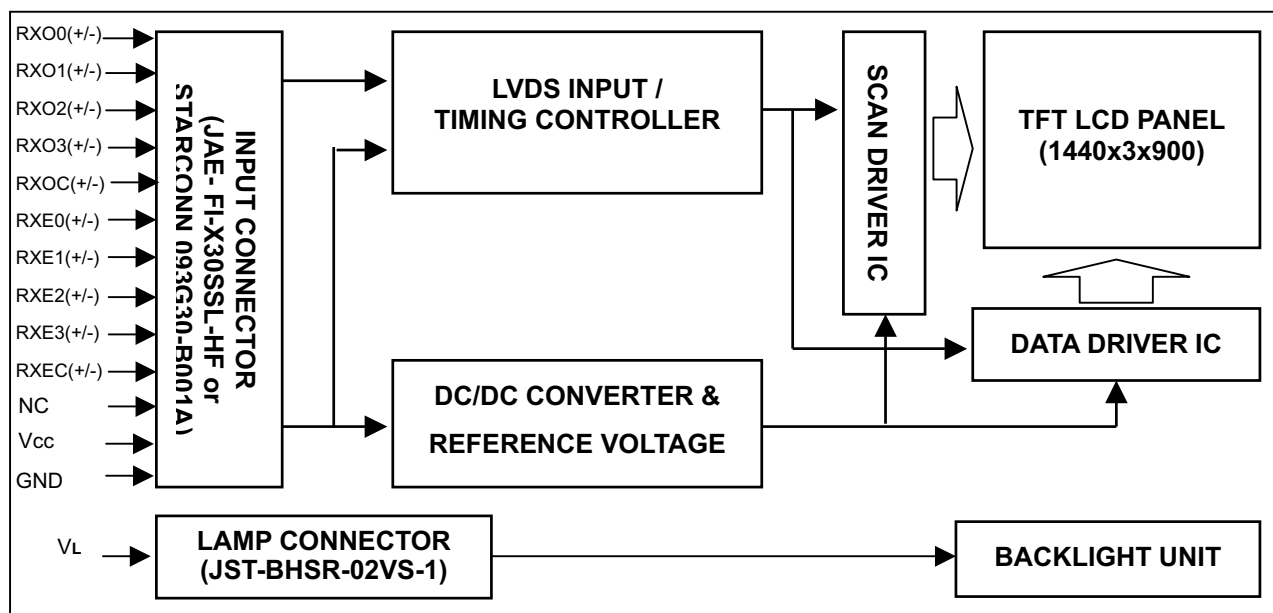 RXO0(+/-)
RXO1(+/-)
RXO2(+/-)
RXO3(+/-)
RXOC(+/-)
RXE0(+/-)
RXE1(+/-)
RXE2(+/-)
RXE3(+/-)
RXEC(+/-)
NC
Vcc
GND
VL
INPUT CONNECTOR
(JAE- FI-X30SSL-HF or
STARCONN 093G30-B001A)
LVDS INPUT /
TIMING CONTROLLER
SCAN DRIVER IC
TFT LCD PANEL
(1440x3x900)
DATA DRIVER IC
DC/DC CONVERTER &
REFERENCE VOLTAGE
LAMP CONNECTOR
(JST-BHSR-02VS-1)
BACKLIGHT UNIT